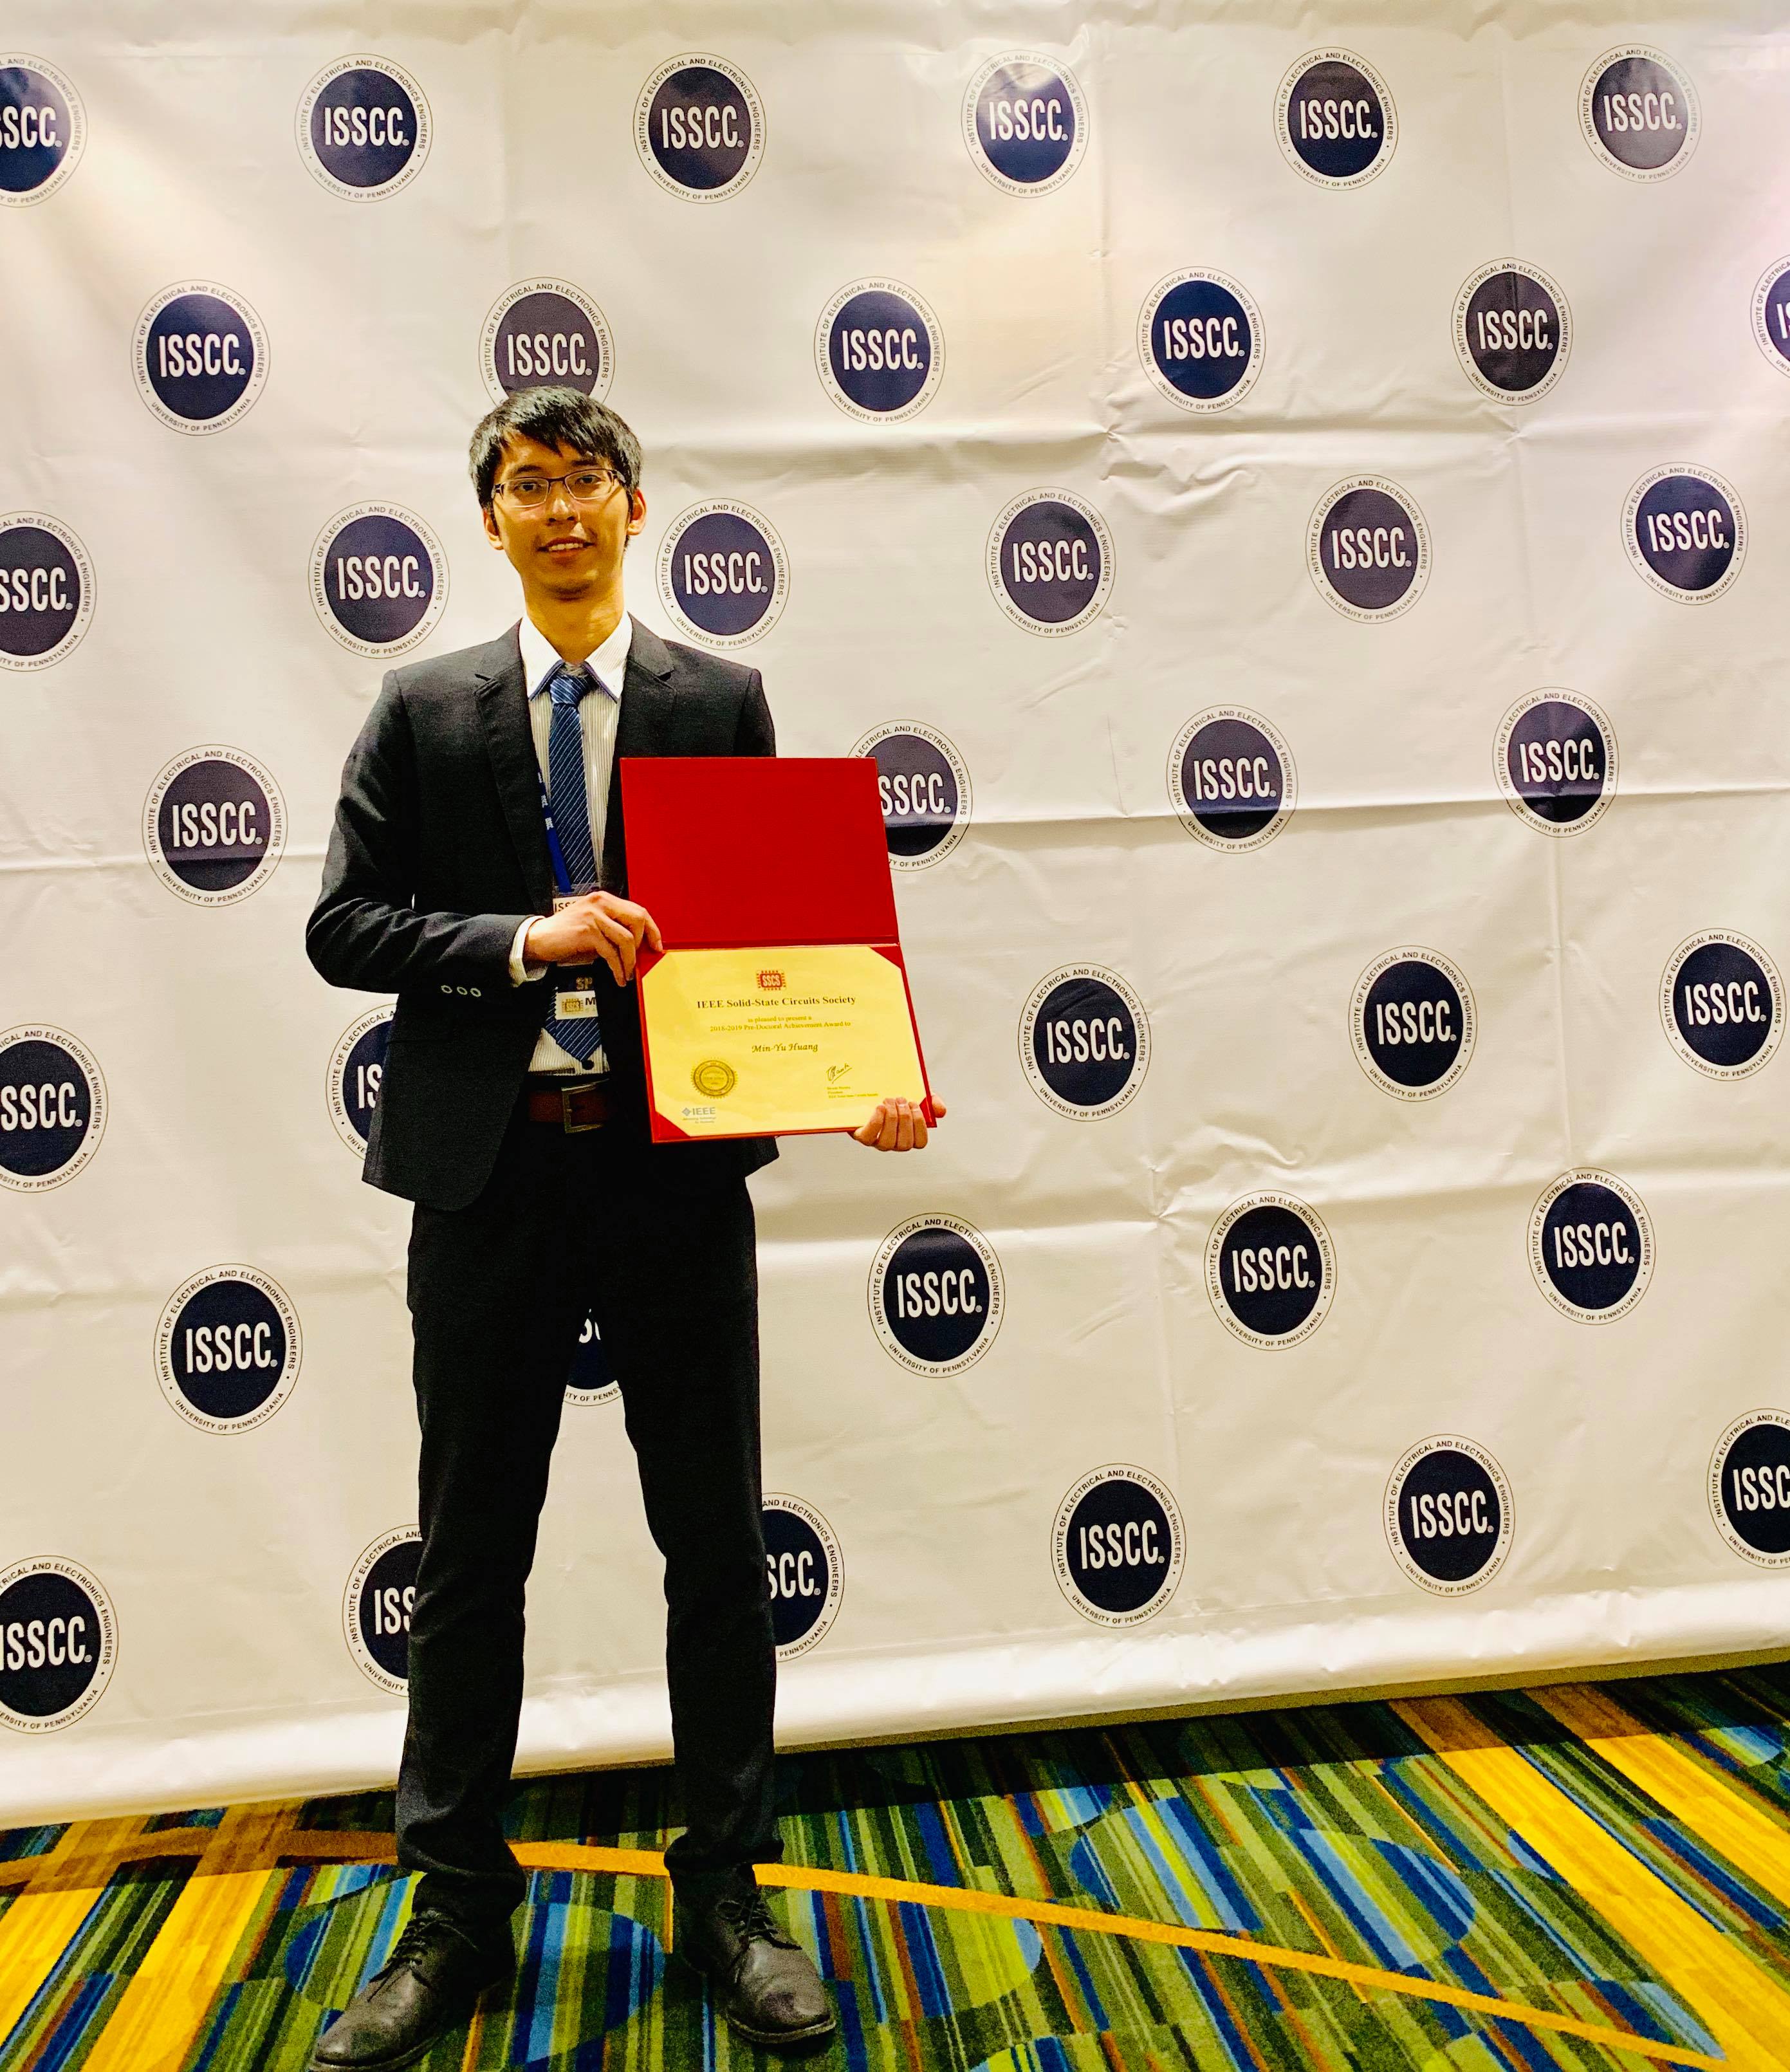 INSTITUTE OF ELECTRICAL AND ELECTRONICS ENGINEERS
ISSCC®
UNIVERSITY OF PENNSYLVANIA
SSCS
IEEE Solid-State Circuits Society
is pleased to present a
2018-2019 Pre-Doctoral Achievement Award to
Min-Yu Huang
IEEE